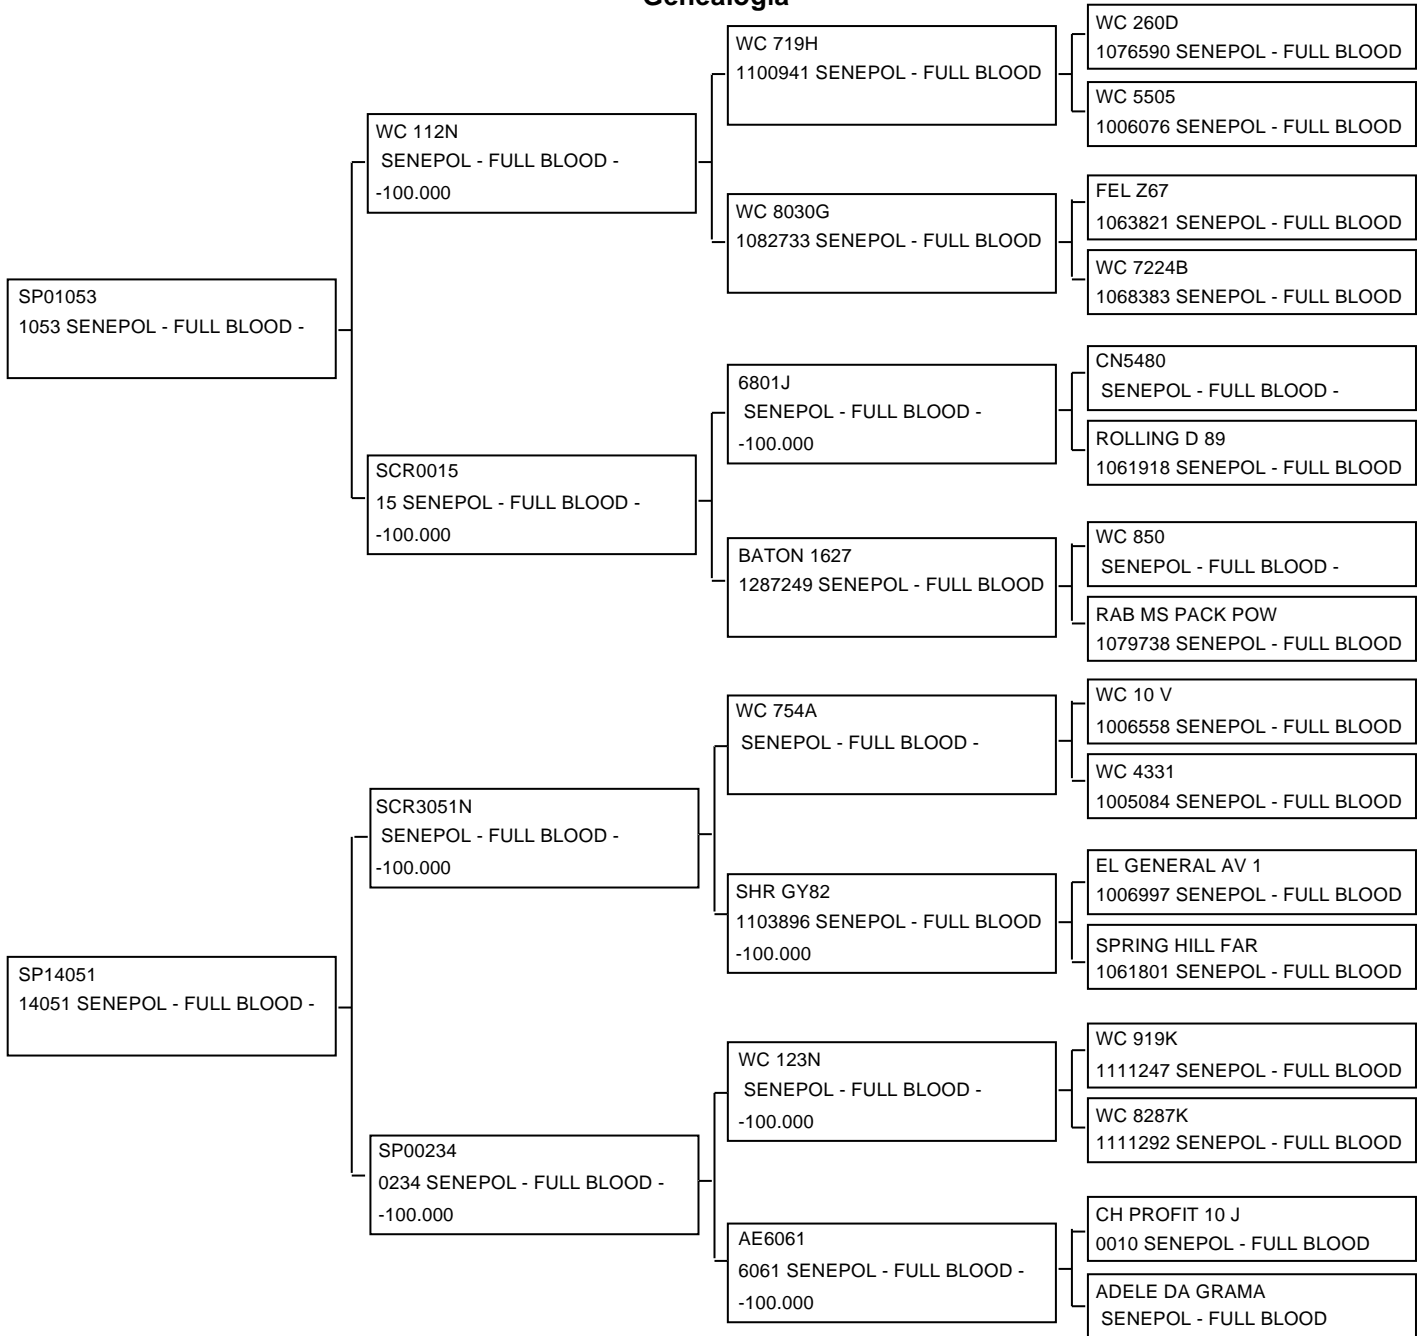 Genealogia
WC 260D
1076590 SENEPOL - FULL BLOOD
WC 719H
1100941 SENEPOL - FULL BLOOD
WC 5505
1006076 SENEPOL - FULL BLOOD
WC 112N
SENEPOL - FULL BLOOD -
-100.000
FEL Z67
1063821 SENEPOL - FULL BLOOD
WC 8030G
1082733 SENEPOL - FULL BLOOD
WC 7224B
1068383 SENEPOL - FULL BLOOD
SP01053
1053 SENEPOL - FULL BLOOD -
CN5480
SENEPOL - FULL BLOOD -
6801J
SENEPOL - FULL BLOOD -
-100.000
ROLLING D 89
1061918 SENEPOL - FULL BLOOD
SCR0015
15 SENEPOL - FULL BLOOD -
-100.000
WC 850
SENEPOL - FULL BLOOD -
BATON 1627
1287249 SENEPOL - FULL BLOOD
RAB MS PACK POW
1079738 SENEPOL - FULL BLOOD
WC 10 V
1006558 SENEPOL - FULL BLOOD
WC 754A
SENEPOL - FULL BLOOD -
WC 4331
1005084 SENEPOL - FULL BLOOD
SCR3051N
SENEPOL - FULL BLOOD -
-100.000
EL GENERAL AV 1
1006997 SENEPOL - FULL BLOOD
SHR GY82
1103896 SENEPOL - FULL BLOOD
-100.000
SPRING HILL FAR
1061801 SENEPOL - FULL BLOOD
SP14051
14051 SENEPOL - FULL BLOOD -
WC 919K
1111247 SENEPOL - FULL BLOOD
WC 123N
SENEPOL - FULL BLOOD -
-100.000
WC 8287K
1111292 SENEPOL - FULL BLOOD
SP00234
0234 SENEPOL - FULL BLOOD -
-100.000
CH PROFIT 10 J
0010 SENEPOL - FULL BLOOD
AE6061
6061 SENEPOL - FULL BLOOD -
-100.000
ADELE DA GRAMA
SENEPOL - FULL BLOOD